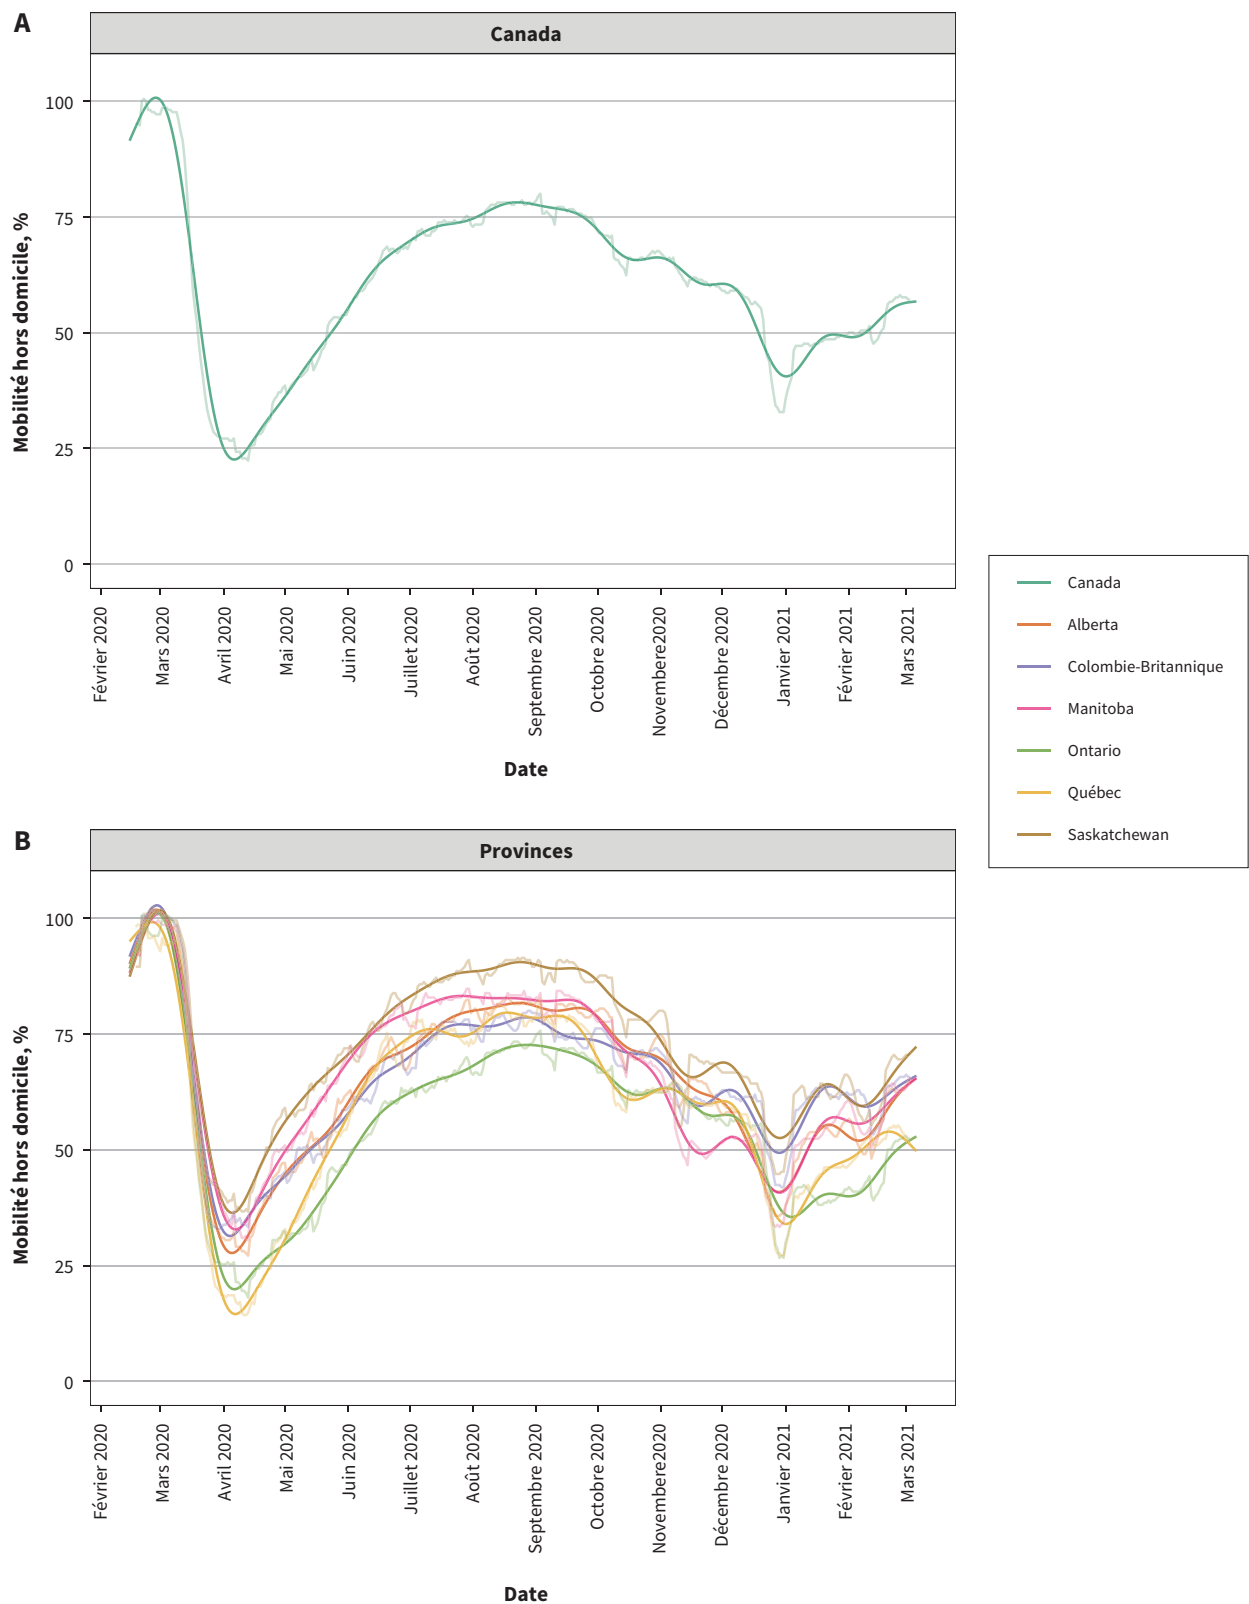 A
Canada
Mobilité hors domicile, %
100
75
50
25
0
Février 2020
Mars 2020
Avril 2020
Mai 2020
Juin 2020
Juillet 2020
Août 2020
Septembre 2020
Octobre 2020
Novembere2020
Décembre 2020
Janvier 2021
Février 2021
Mars 2021
Date
Canada
Alberta
Colombie-Britannique
Manitoba
Ontario
Québec
Saskatchewan
B
Provinces
Mobilité hors domicile, %
100
75
50
25
0
Février 2020
Mars 2020
Avril 2020
Mai 2020
Juin 2020
Juillet 2020
Août 2020
Septembre 2020
Octobre 2020
Novembere2020
Décembre 2020
Janvier 2021
Février 2021
Mars 2021
Date